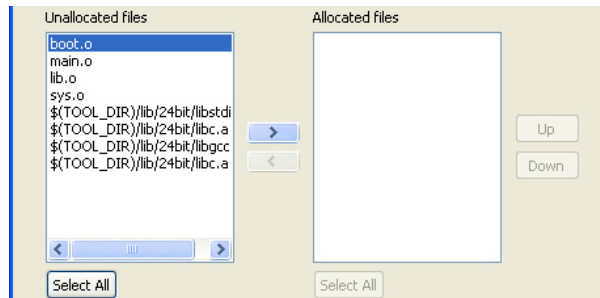 Unallocated files
Allocated files
boot.o
main.o
lib.o
sys.o
$(TOOL_DIR)/lib/24bit/libstdi
$(TOOL_DIR)/lib/24bit/libc.a
$(TOOL_DIR)/lib/24bit/libgcc
$(TOOL_DIR)/lib/24bit/libc.a
>
<
Up
Down
Select All
Select All